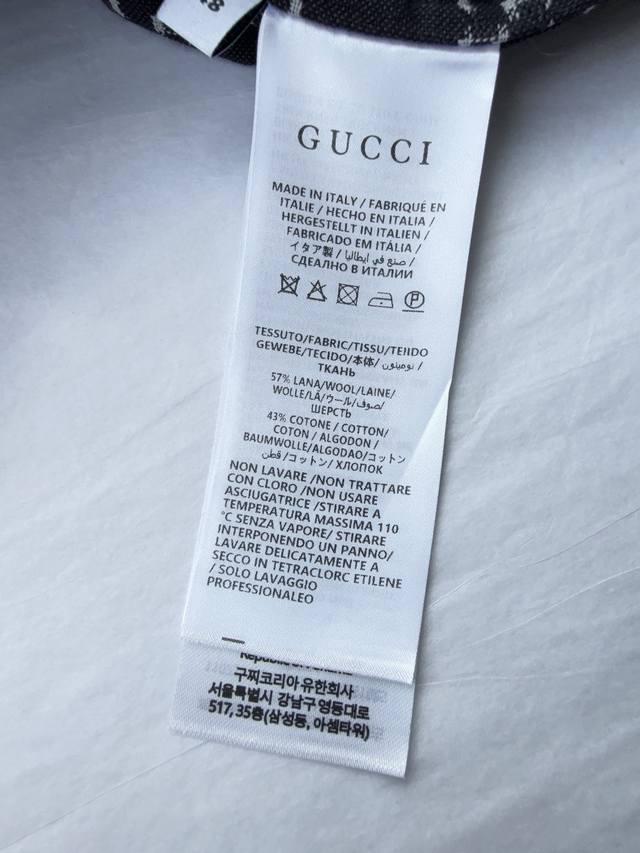 48
GUCCI
MADE IN ITALY / FABRIQUÉ EN
ITALIE / HECHO EN ITALIA /
HERGESTELLT IN ITALIEN /
FABRICADO EM ITÁLIA /
イタア製 / صنع في ايطاليا /
СДЕАЛНО В ИТАЛИИ
P
TESSUTO/FABRIC/TISSU/TEIIDO
GEWEBE/TECIDO/本体/ /
ТКАНЬ
57% LANA/WOOL/LAINE/
WOLLE/LÃ/ウール/صوف/
ШЕРСТЬ
43% COTONE / COTTON/
COTON / ALGODON /
BAUMWOLLE/ALGODAO/コットン
قطن/コットン/ ХЛОПОК
NON LAVARE /NON TRATTARE
CON CLORO /NON USARE
ASCIUGATRICE /STIRARE A
TEMPERATURA MASSIMA 110
°C SENZA VAPORE/ STIRARE
INTERPONENDO UN PANNO/
LAVARE DELICATAMENTE A
SECCO IN TETRACLORC ETILENE
/ SOLO LAVAGGIO
PROFESSIONALEO
구찌코리아 유한회사
서울특별시 강남구 영동대로
517, 35층(삼성동, 아셈타워)